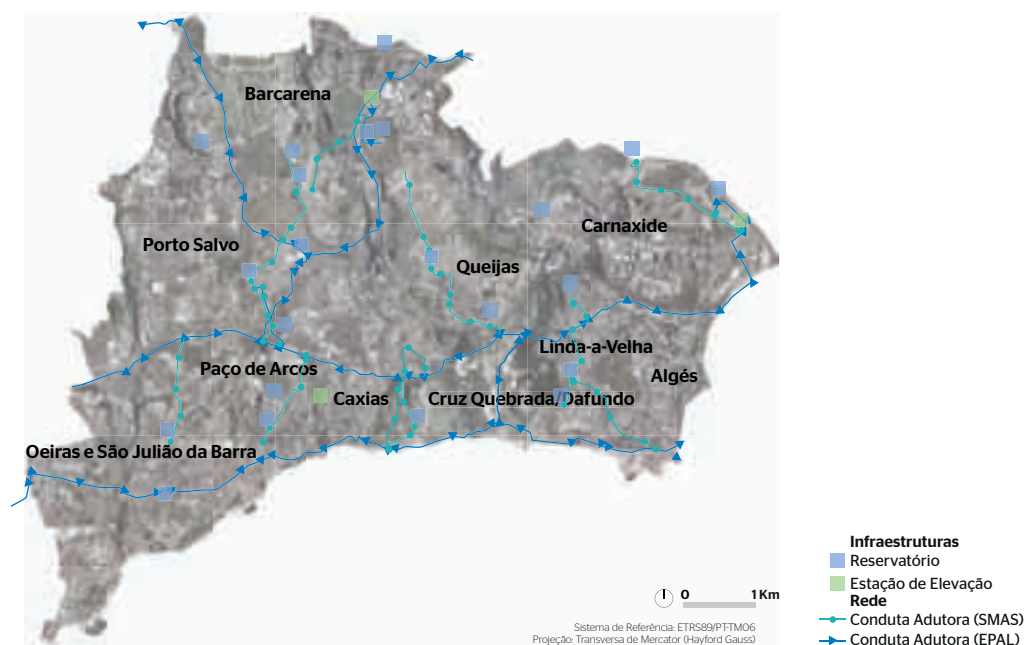 Barcarena
Carnaxide
Porto Salvo
Queijas
Linda-a-Velha
Paço de Arcos
Algés
Caxias
Cruz Quebrada/Dafundo
Oeiras e São Julião da Barra
0 1 Km
Sistema de Referência: ETRS89/PT-TM06
Projeção: Transversa de Mercator (Hayford Gauss)
Infraestruturas
Reservatório
Estação de Elevação
Rede
Conduta Adutora (SMAS)
Conduta Adutora (EPAL)